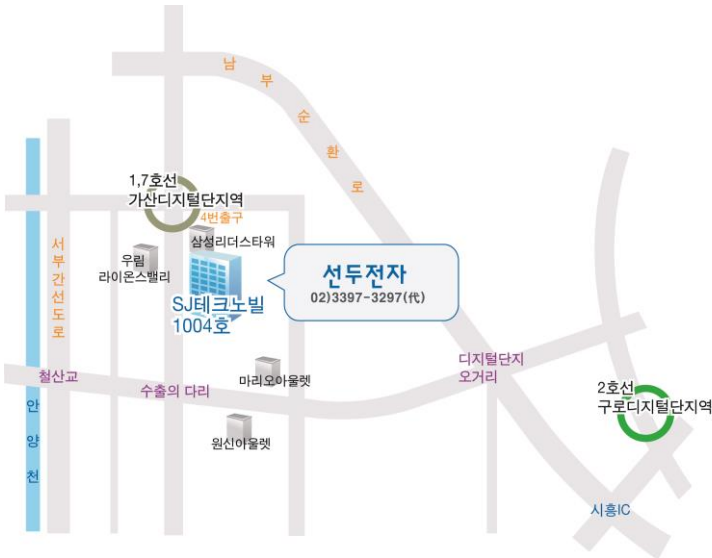 남부순환로
1,7호선
가산디지털단지역
4번출구
삼성리더스타워
우림
라이온스밸리
서부간선도로
선두전자
02)3397-3297(代)
SJ테크노빌
1004호
디지털단지
오거리
철산교
수출의 다리
마리오아울렛
2호선
구로디지털단지역
안양천
원신아울렛
시흥IC